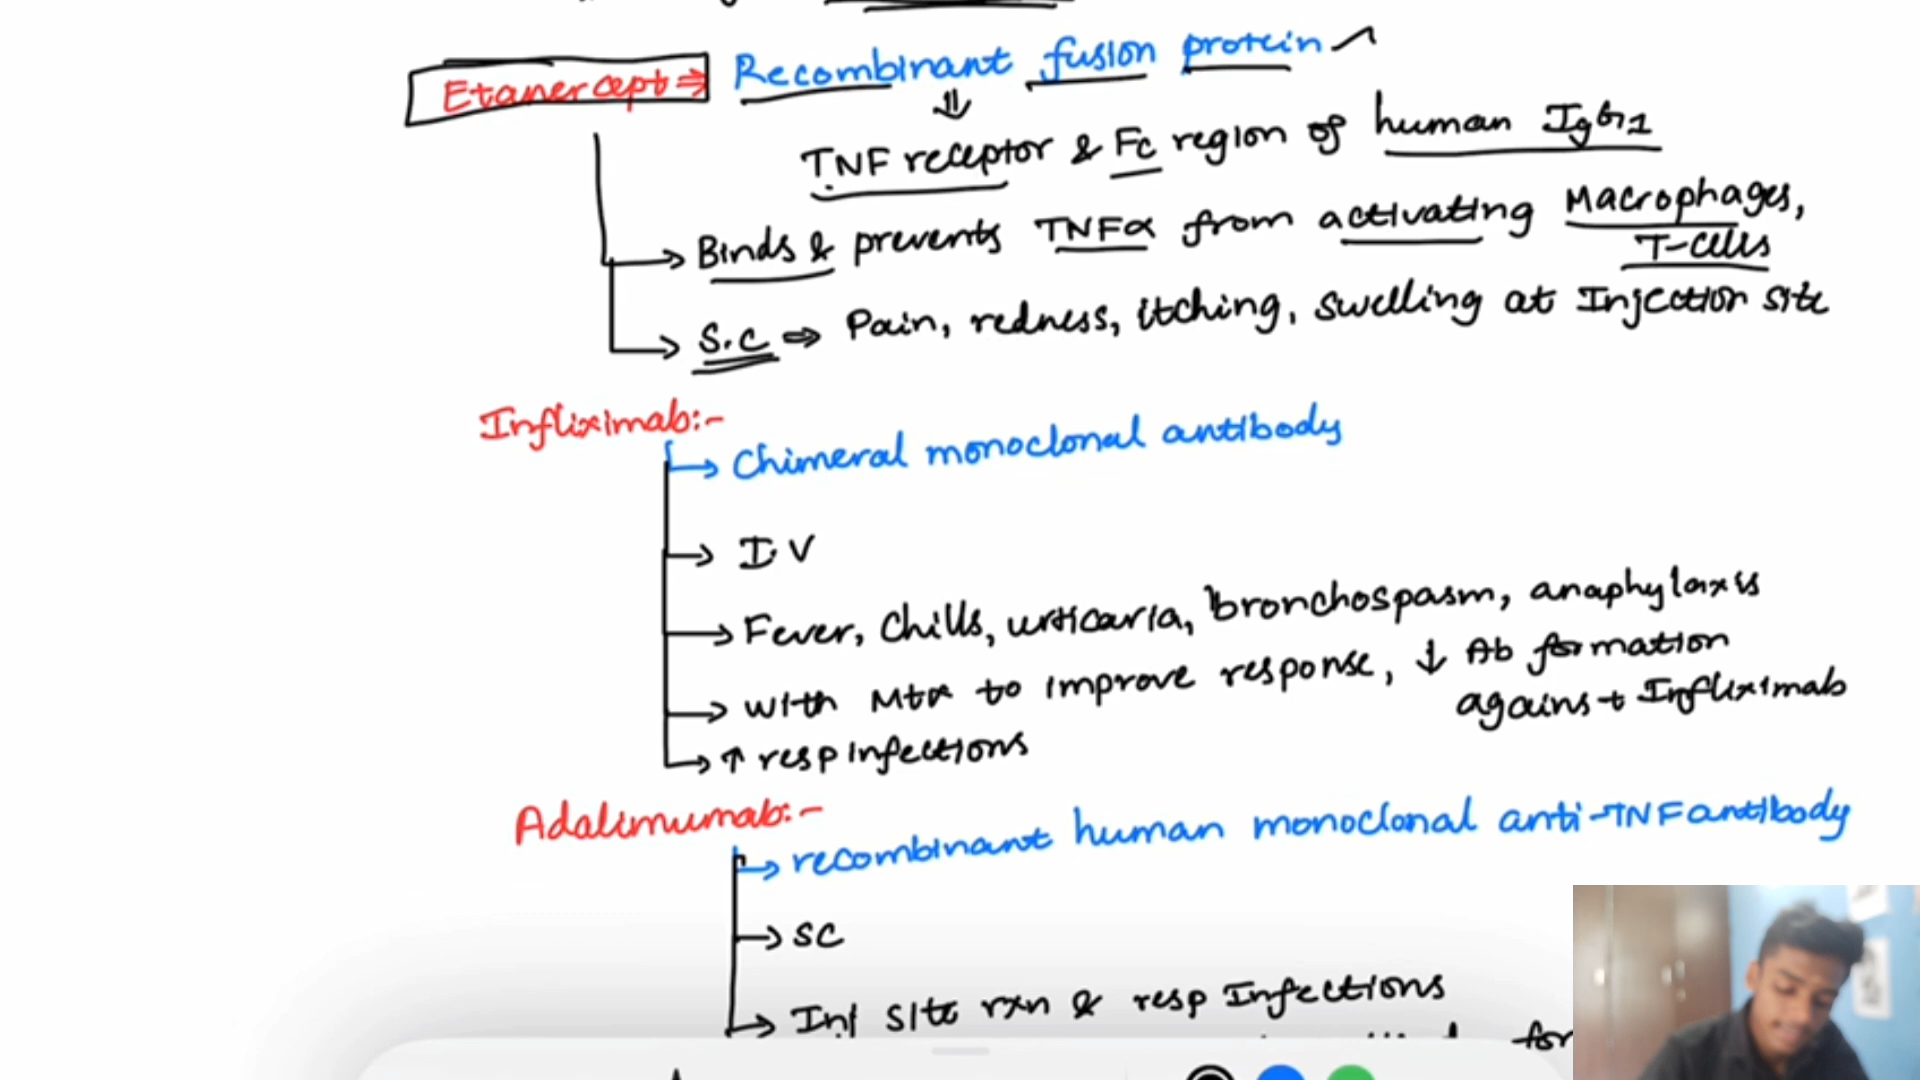 Etanercept ⇒ Recombinant fusion protein
⇓
TNF receptor & Fc region of human IgG1
→ Binds & prevents TNFα from activating Macrophages,
T-cells
→ S.C ⇒ Pain, redness, itching, swelling at Injection site
Infliximab:-
→ Chimeral monoclonal antibody
→ I.V
→ Fever, Chills, urticaria, bronchospasm, anaphylaxis
→ with Mtx to improve response, ↓ Ab formation
against Infliximab
→ ↑ resp infections
Adalimumab:-
→ recombinant human monoclonal anti-TNF antibody
→ SC
→ Inj site rxn & resp Infections
for